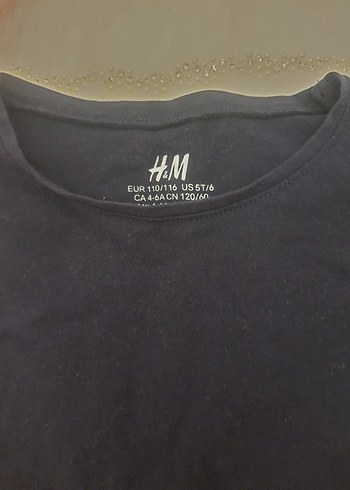 H&M
EUR 110/116 US 5T/6
CA 4-6A CN 120/60